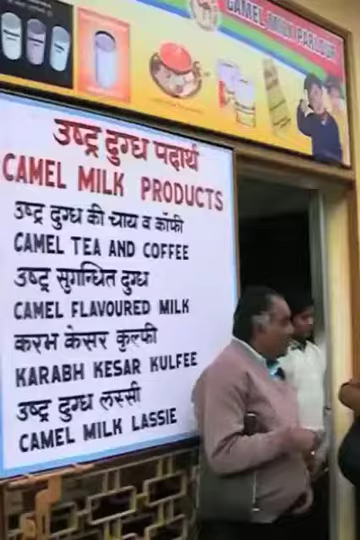 CAMEL MILK PARLOUR
उष्ट्र दुग्ध पदार्थ
CAMEL MILK PRODUCTS
उष्ट्र दुग्ध की चाय व कॉफी
CAMEL TEA AND COFFEE
उष्ट्र सुगन्धित दुग्ध
CAMEL FLAVOURED MILK
करभ केसर कुल्फी
KARABH KESAR KULFEE
उष्ट्र दुग्ध लस्सी
CAMEL MILK LASSIE